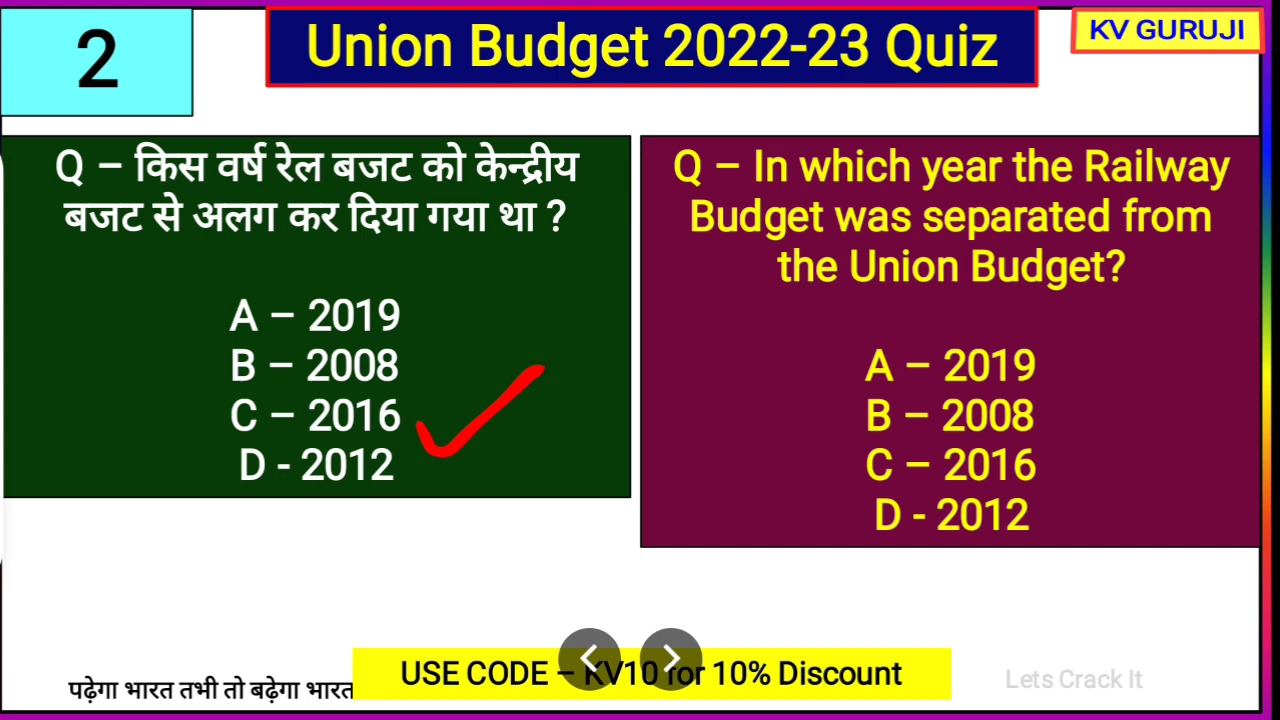 2
Union Budget 2022-23 Quiz
KV GURUJI
Q – किस वर्ष रेल बजट को केन्द्रीय
बजट से अलग कर दिया गया था ?
A – 2019
B – 2008
C – 2016
D - 2012
Q – In which year the Railway
Budget was separated from
the Union Budget?
A – 2019
B – 2008
C – 2016
D - 2012
पढ़ेगा भारत तभी तो बढ़ेगा भारत
USE CODE – KV10 for 10% Discount
Lets Crack It